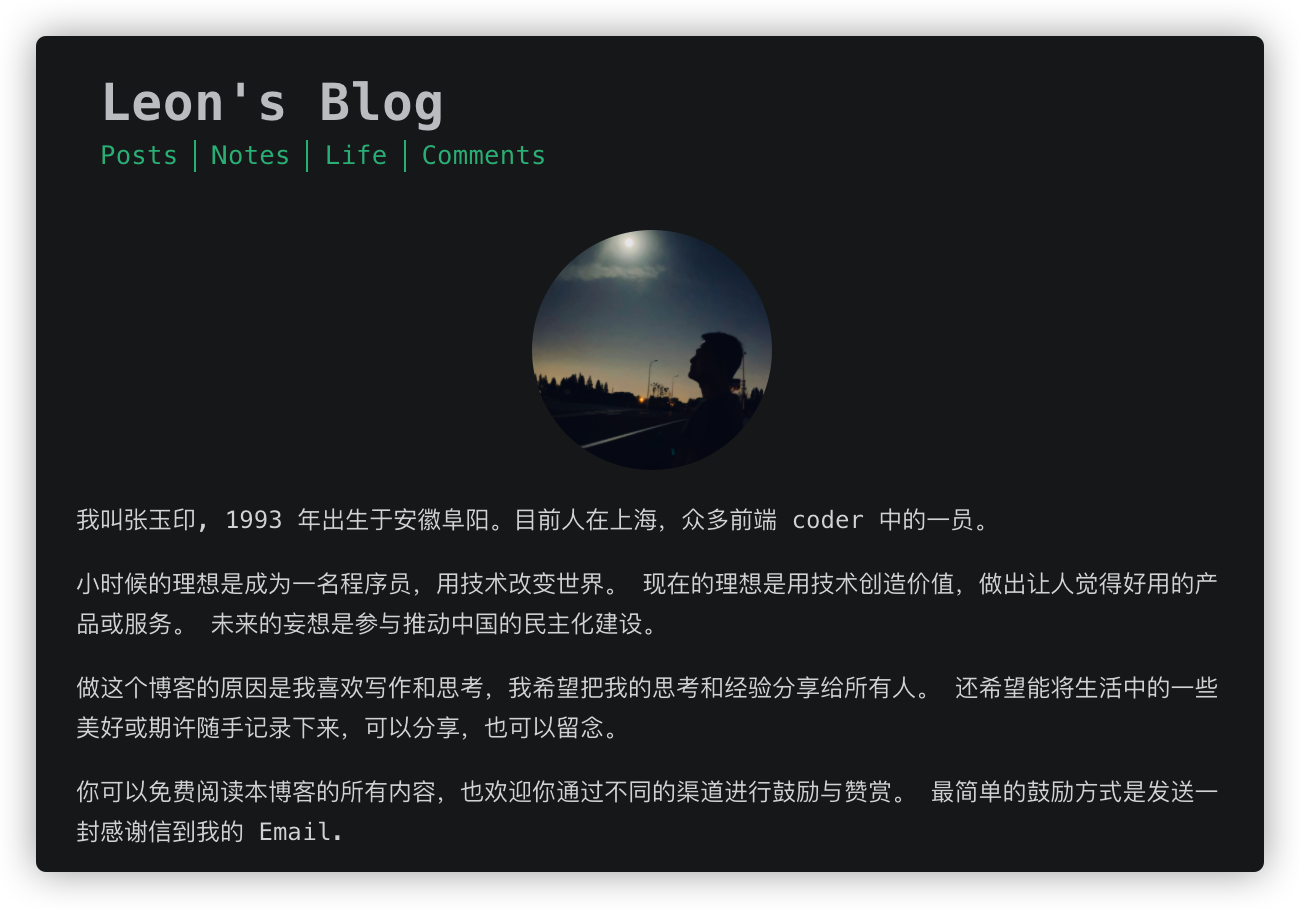 Leon's Blog
Posts | Notes | Life | Comments
我叫张玉印, 1993 年出生于安徽阜阳。目前人在上海，众多前端 coder 中的一员。
小时候的理想是成为一名程序员，用技术改变世界。 现在的理想是用技术创造价值，做出让人觉得好用的产
品或服务。 未来的妄想是参与推动中国的民主化建设。
做这个博客的原因是我喜欢写作和思考，我希望把我的思考和经验分享给所有人。 还希望能将生活中的一些
美好或期许随手记录下来，可以分享，也可以留念。
你可以免费阅读本博客的所有内容，也欢迎你通过不同的渠道进行鼓励与赞赏。 最简单的鼓励方式是发送一
封感谢信到我的 Email.